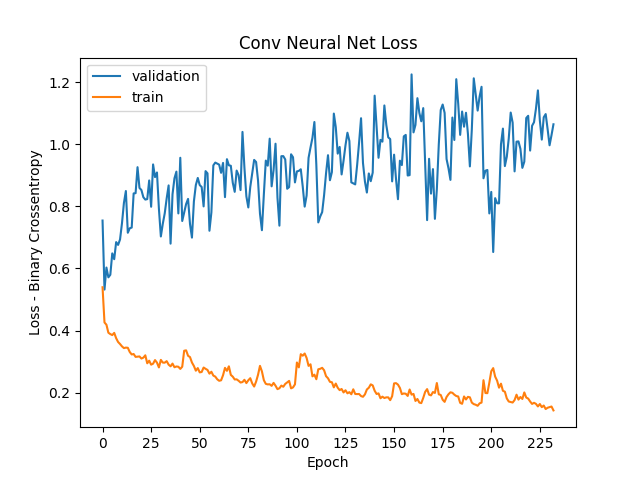 Conv Neural Net Loss
validation
train
1.2
1.0
0.8
0.6
0.4
0.2
Loss - Binary Crossentropy
0 25 50 75 100 125 150 175 200 225
Epoch